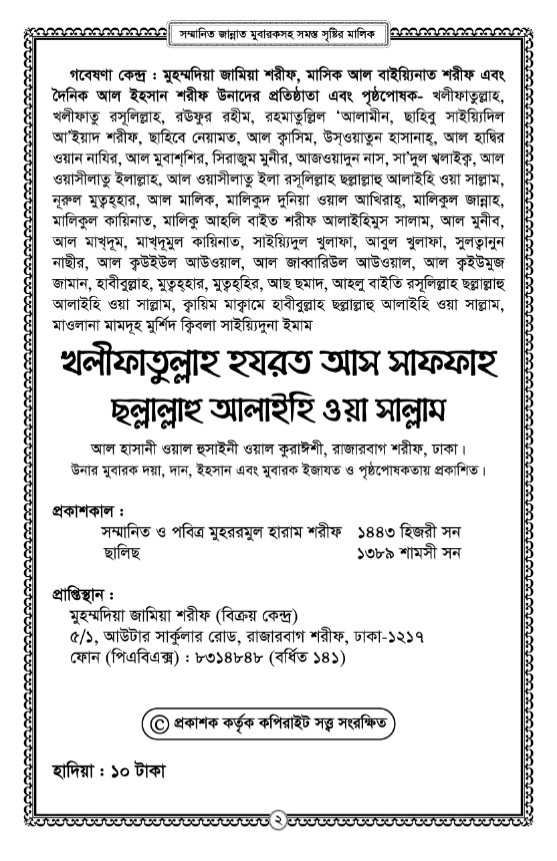 সম্মানিত জান্নাত মুবারকসহ সমস্ত সৃষ্টির মালিক
গবেষণা কেন্দ্র : মুহম্মদিয়া জামিয়া শরীফ, মাসিক আল বাইয়্যিনাত শরীফ এবং
দৈনিক আল ইহসান শরীফ উনাদের প্রতিষ্ঠাতা এবং পৃষ্ঠপোষক- খলীফাতুল্লাহ,
খলীফাতু রসূলিল্লাহ, রঊফুর রহীম, রহমাতুল্লিল ‘আলামীন, ছাহিবু সাইয়্যিদিল
আ’ইয়াদ শরীফ, ছাহিবে নেয়ামত, আল ক্বাসিম, উস্ওয়াতুন হাসানাহ্, আল হাদ্বির
ওয়ান নাযির, আল মুবাশ্শির, সিরাজুম মুনীর, আজওয়াদুন নাস, সা’দুল খ্বলাইক্ব, আল
ওয়াসীলাতু ইলাল্লাহ, আল ওয়াসীলাতু ইলা রসূলিল্লাহ ছল্লাল্লাহু আলাইহি ওয়া সাল্লাম,
নূরুল মুত্বহ্হার, আল মালিক, মালিকুদ দুনিয়া ওয়াল আখিরাহ্, মালিকুল জান্নাহ,
মালিকুল কায়িনাত, মালিকু আহলি বাইত শরীফ আলাইহিমুস সালাম, আল মুনীব,
আল মাখ্দূম, মাখ্দূমুল কায়িনাত, সাইয়্যিদুল খুলাফা, আবুল খুলাফা, সুলত্বানুন
নাছীর, আল ক্বউইউল আউওয়াল, আল জাব্বারিউল আউওয়াল, আল ক্বইউমুজ
জামান, হাবীবুল্লাহ, মুত্বহ্হার, মুত্বহ্হির, আছ ছমাদ, আহলু বাইতি রসূলিল্লাহ ছল্লাল্লাহু
আলাইহি ওয়া সাল্লাম, ক্বায়িম মাক্বামে হাবীবুল্লাহ ছল্লাল্লাহু আলাইহি ওয়া সাল্লাম,
মাওলানা মামদূহ মুর্শিদ ক্বিবলা সাইয়্যিদুনা ইমাম
খলীফাতুল্লাহ হযরত আস সাফফাহ
ছল্লাল্লাহু আলাইহি ওয়া সাল্লাম
আল হাসানী ওয়াল হুসাইনী ওয়াল কুরাঈশী, রাজারবাগ শরীফ, ঢাকা।
উনার মুবারক দয়া, দান, ইহসান এবং মুবারক ইজাযত ও পৃষ্ঠপোষকতায় প্রকাশিত।
প্রকাশকাল :
সম্মানিত ও পবিত্র মুহররমুল হারাম শরীফ ১৪৪৩ হিজরী সন
ছালিছ ১৩৮৯ শামসী সন
প্রাপ্তিস্থান :
মুহম্মদিয়া জামিয়া শরীফ (বিক্রয় কেন্দ্র)
৫/১, আউটার সার্কুলার রোড, রাজারবাগ শরীফ, ঢাকা-১২১৭
ফোন (পিএবিএক্স) : ৮৩১৪৮৪৮ (বর্ধিত ১৪১)
© প্রকাশক কর্তৃক কপিরাইট সত্ত্ব সংরক্ষিত
হাদিয়া : ১০ টাকা
২